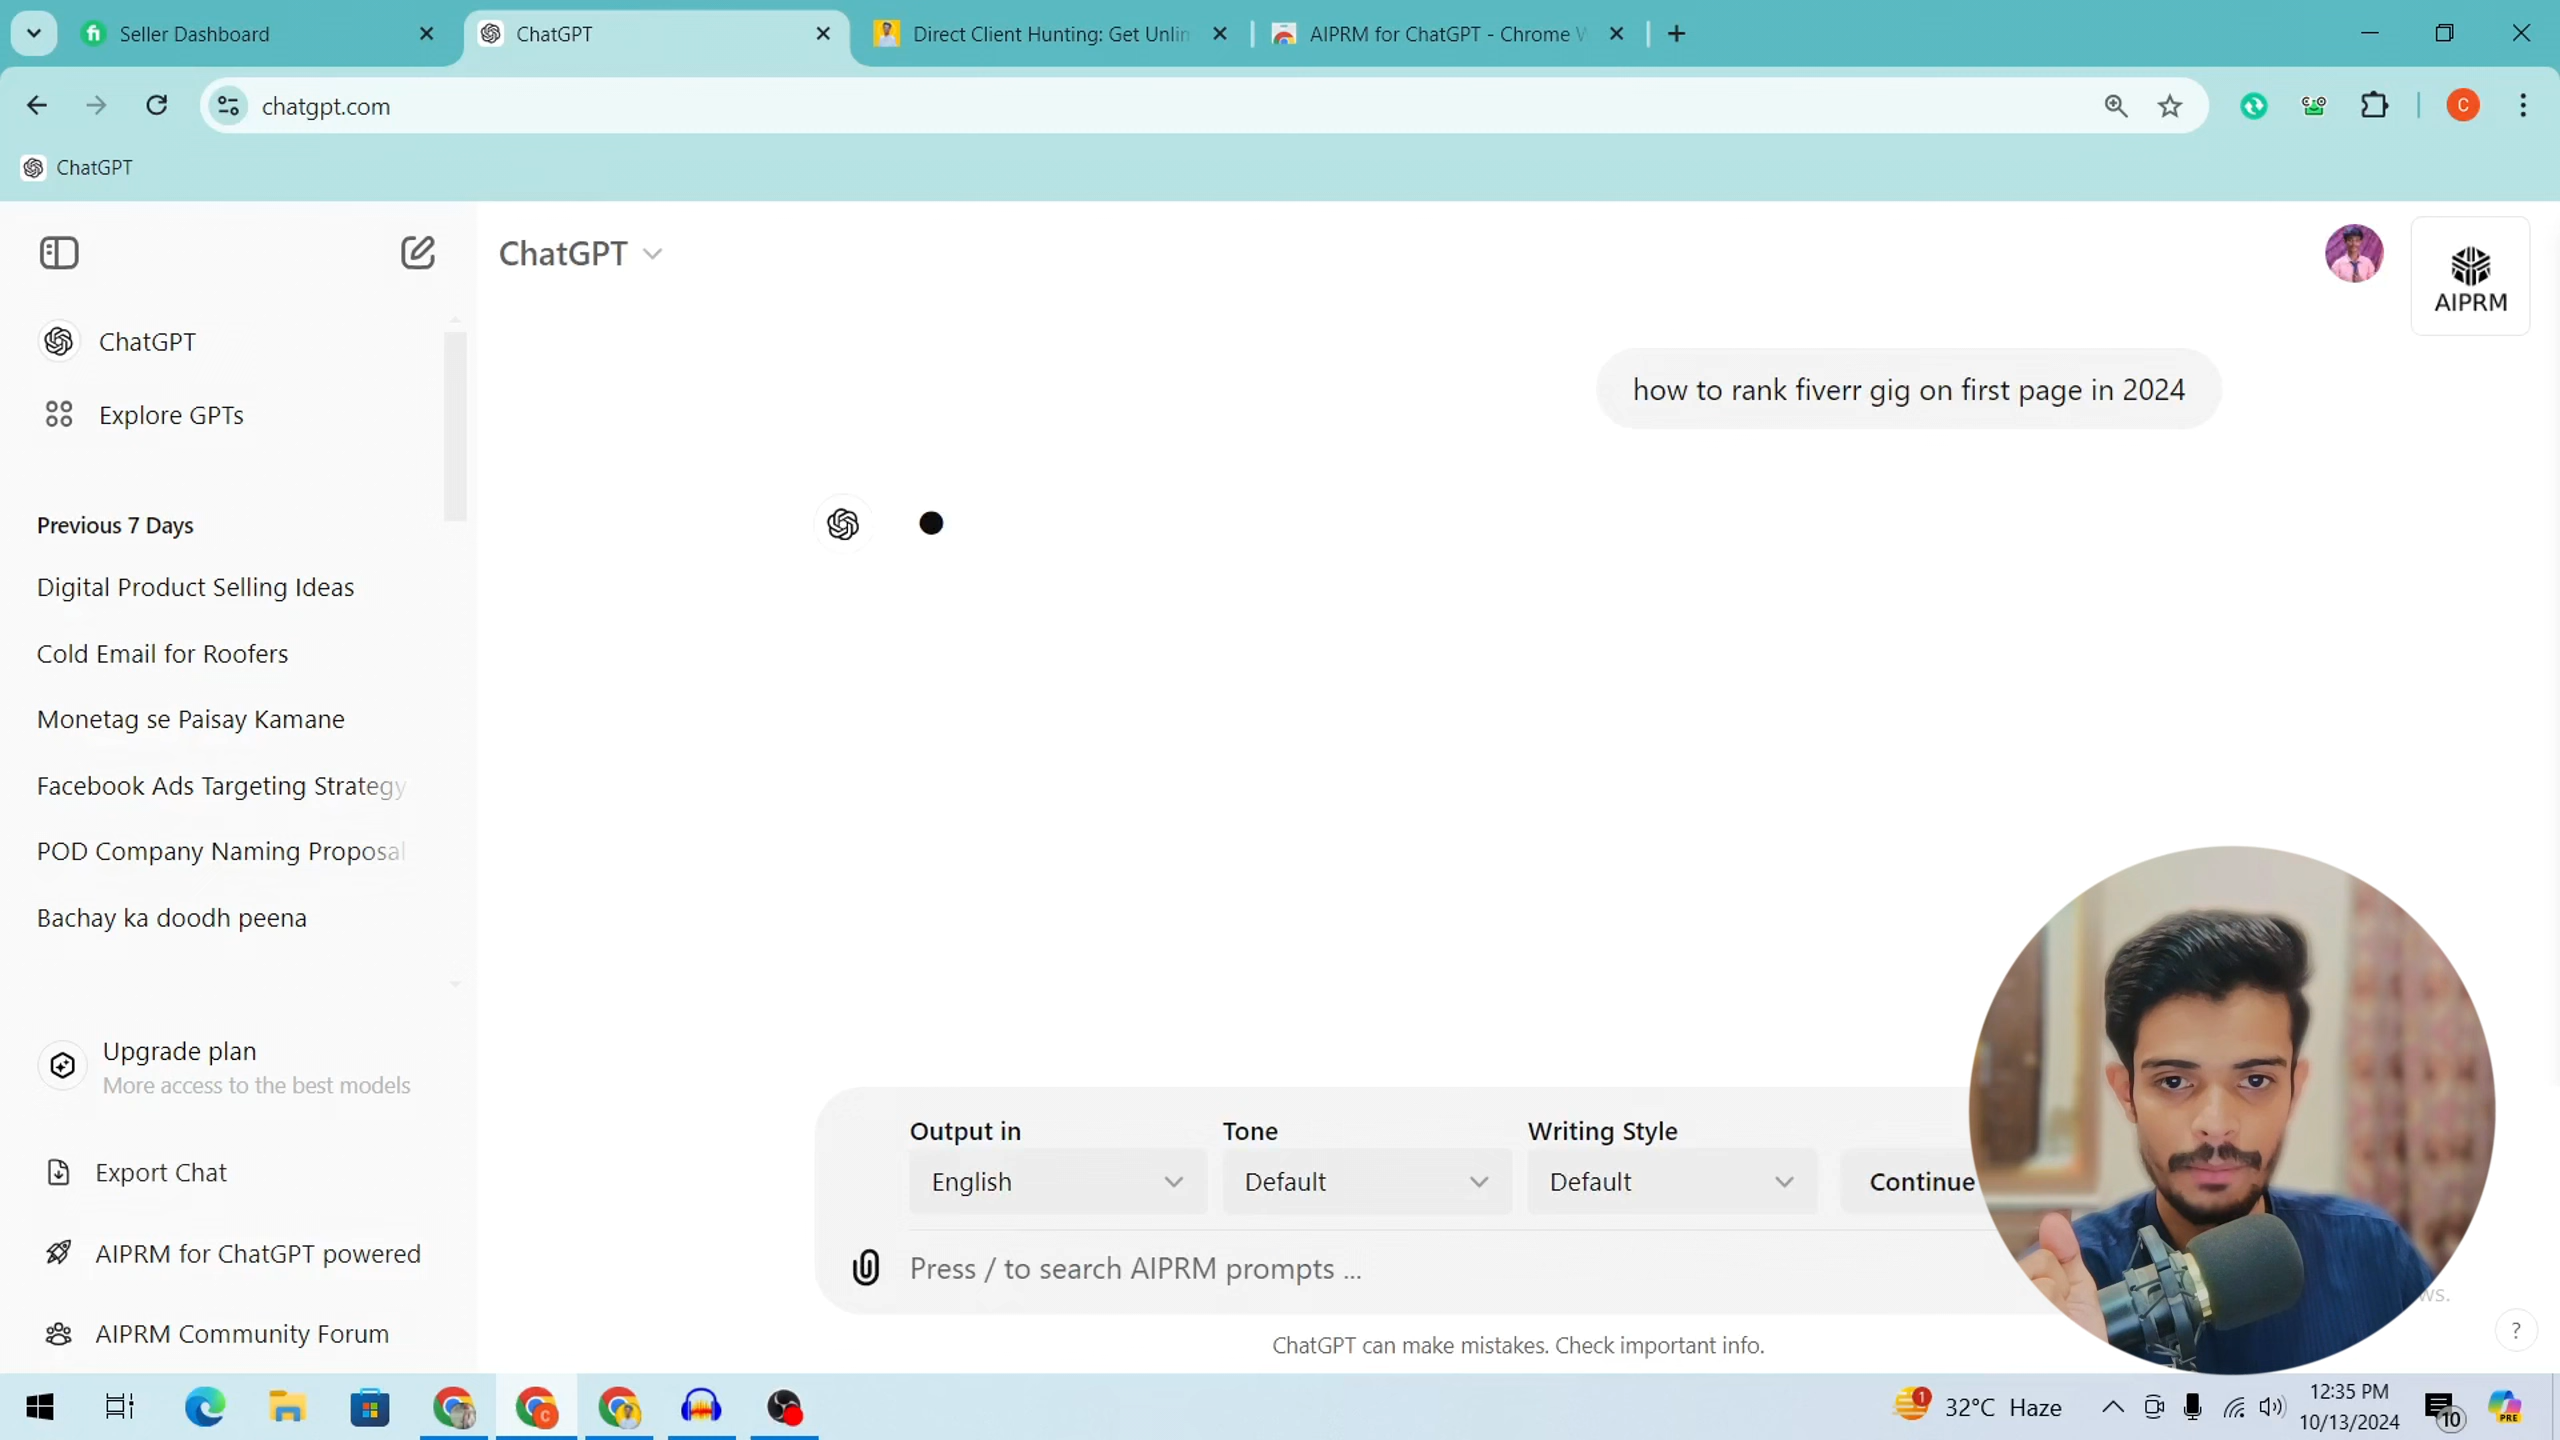 Seller Dashboard
ChatGPT
Direct Client Hunting: Get Unlin
AIPRM for ChatGPT - Chrome W
chatgpt.com
C
ChatGPT
ChatGPT
AIPRM
ChatGPT
how to rank fiverr gig on first page in 2024
Explore GPTs
Previous 7 Days
Digital Product Selling Ideas
Cold Email for Roofers
Monetag se Paisay Kamane
Facebook Ads Targeting Strategy
POD Company Naming Proposal
Bachay ka doodh peena
Upgrade plan
More access to the best models
Export Chat
AIPRM for ChatGPT powered
AIPRM Community Forum
Output in
Tone
Writing Style
English
Default
Default
Continue
Press / to search AIPRM prompts ...
ws.
ChatGPT can make mistakes. Check important info.
?
1
32°C Haze
12:35 PM
10/13/2024
10
PRE